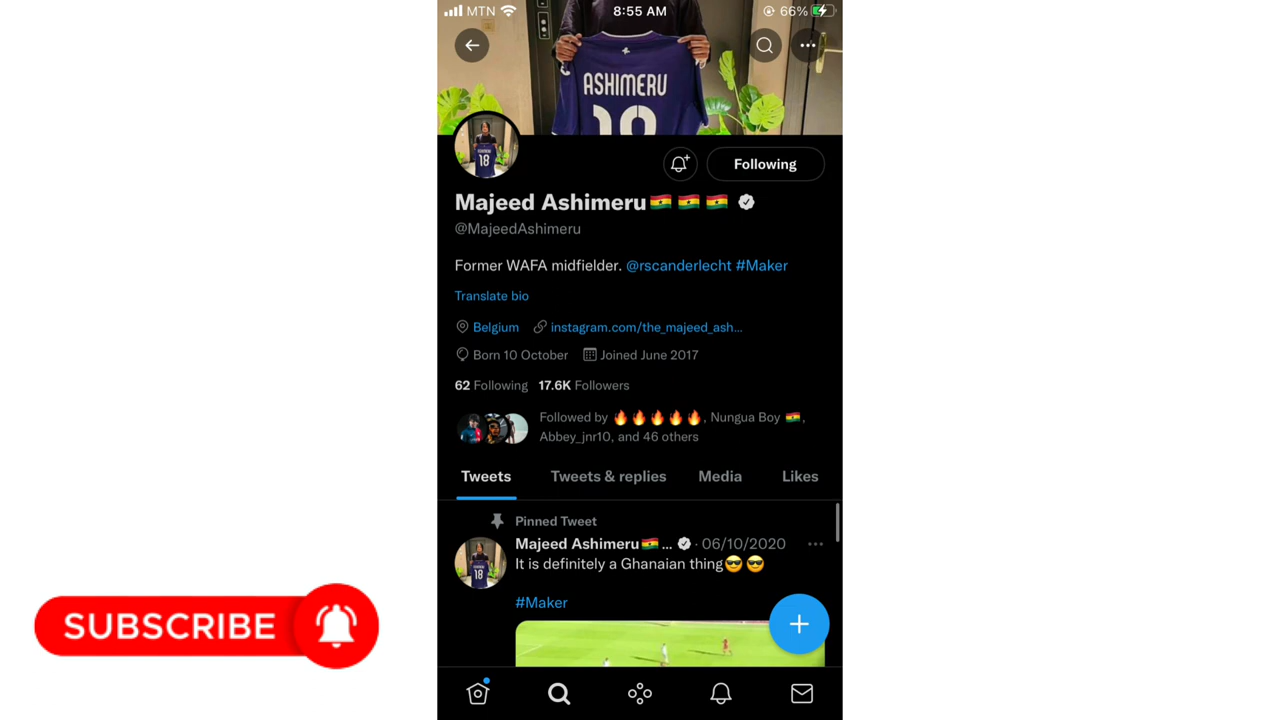 MTN 8:55 AM 66%
ASHIMERU
18
18
Following
Majeed Ashimeru🇬🇭🇬🇭🇬🇭
@MajeedAshimeru
Former WAFA midfielder. @rscanderlecht #Maker
Translate bio
Belgium instagram.com/the_majeed_ash...
Born 10 October Joined June 2017
62 Following 17.6K Followers
Followed by 🔥🔥🔥🔥🔥, Nungua Boy 🇬🇭,
Abbey_jnr10, and 46 others
Tweets Tweets & replies Media Likes
Pinned Tweet
Majeed Ashimeru🇬🇭... · 06/10/2020 ...
18
It is definitely a Ghanaian thing😎😎
#Maker
SUBSCRIBE